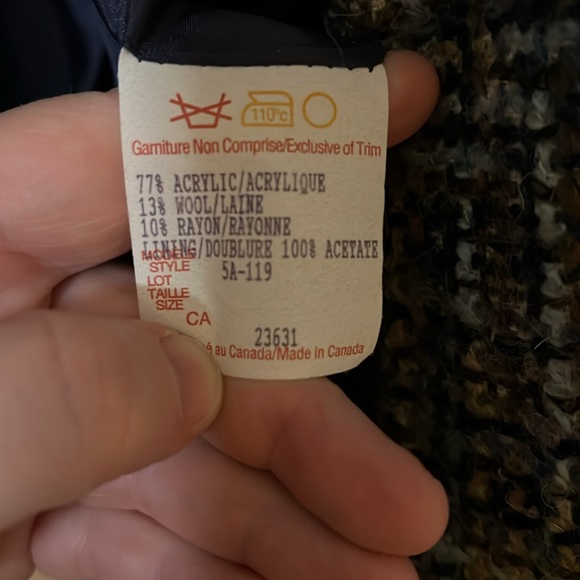 110°C
Garniture Non Comprise/Exclusive of Trim
77% ACRYLIC/ACRYLIQUE
13% WOOL/LAINE
10% RAYON/RAYONNE
LINING/DOUBLURE 100% ACETATE
MODELE
STYLE 5A-119
LOT
TAILLE
SIZE
CA
23631
é au Canada/Made in Canada